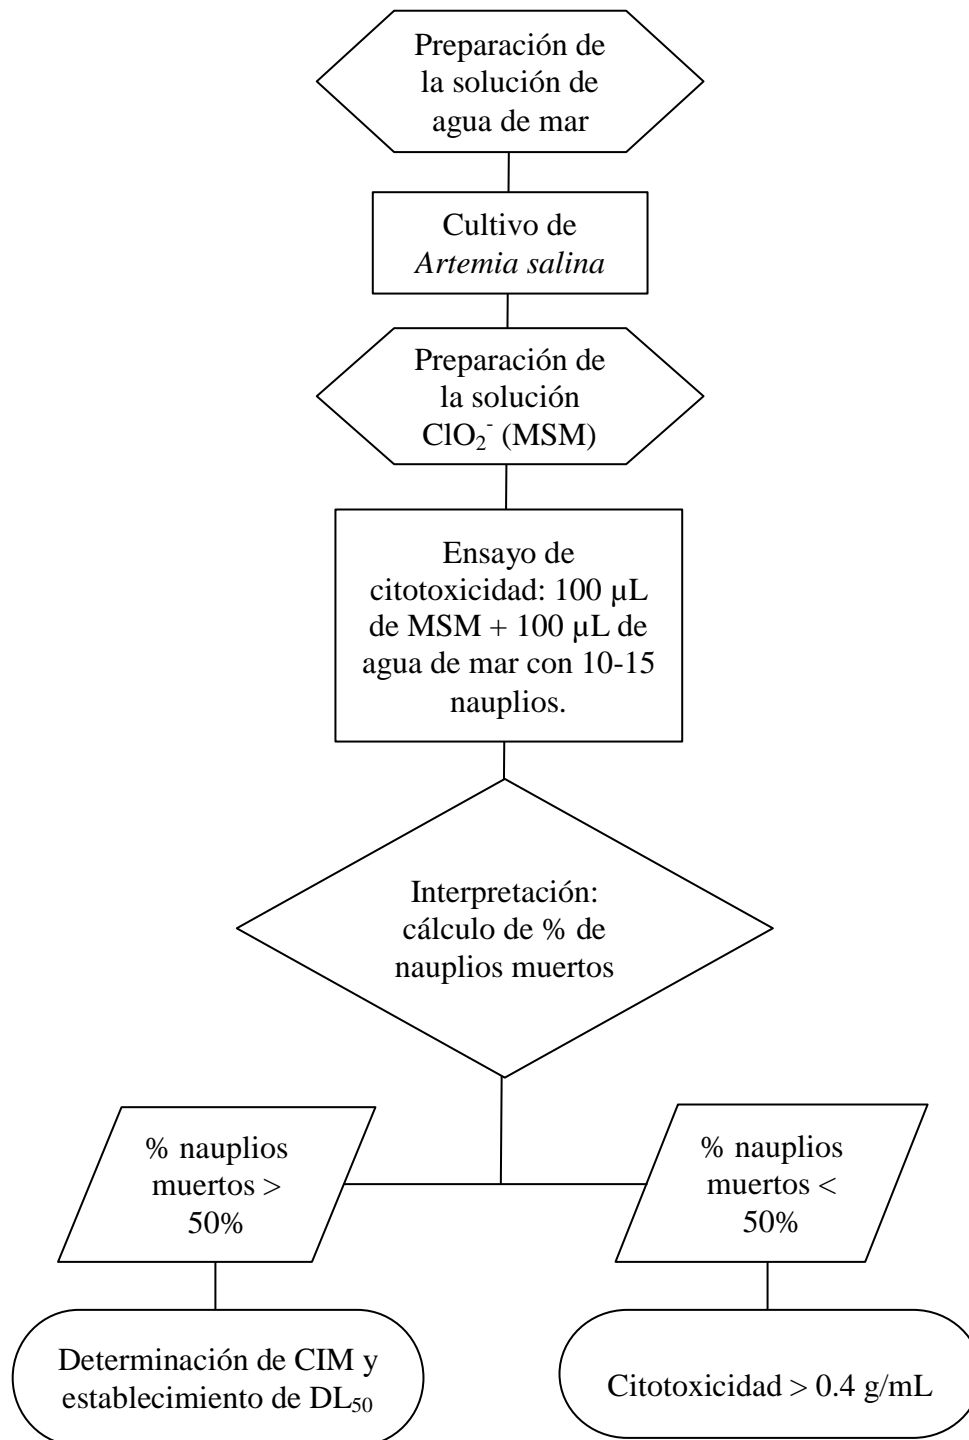 Preparación de
la solución de
agua de mar
Cultivo de
Artemia salina
Preparación de
la solución
ClO₂⁻ (MSM)
Ensayo de
citotoxicidad: 100 µL
de MSM + 100 µL de
agua de mar con 10-15
nauplios.
Interpretación:
cálculo de % de
nauplios muertos
% nauplios
muertos >
50%
% nauplios
muertos <
50%
Determinación de CIM y
establecimiento de DL₅₀
Citotoxicidad > 0.4 g/mL